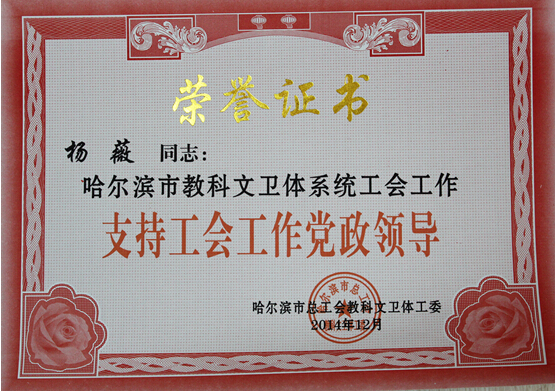 荣誉证书
杨薇 同志：
哈尔滨市教科文卫体系统工会工作
支持工会工作党政领导
哈尔滨市总工会教科文卫体工委
2014年12月